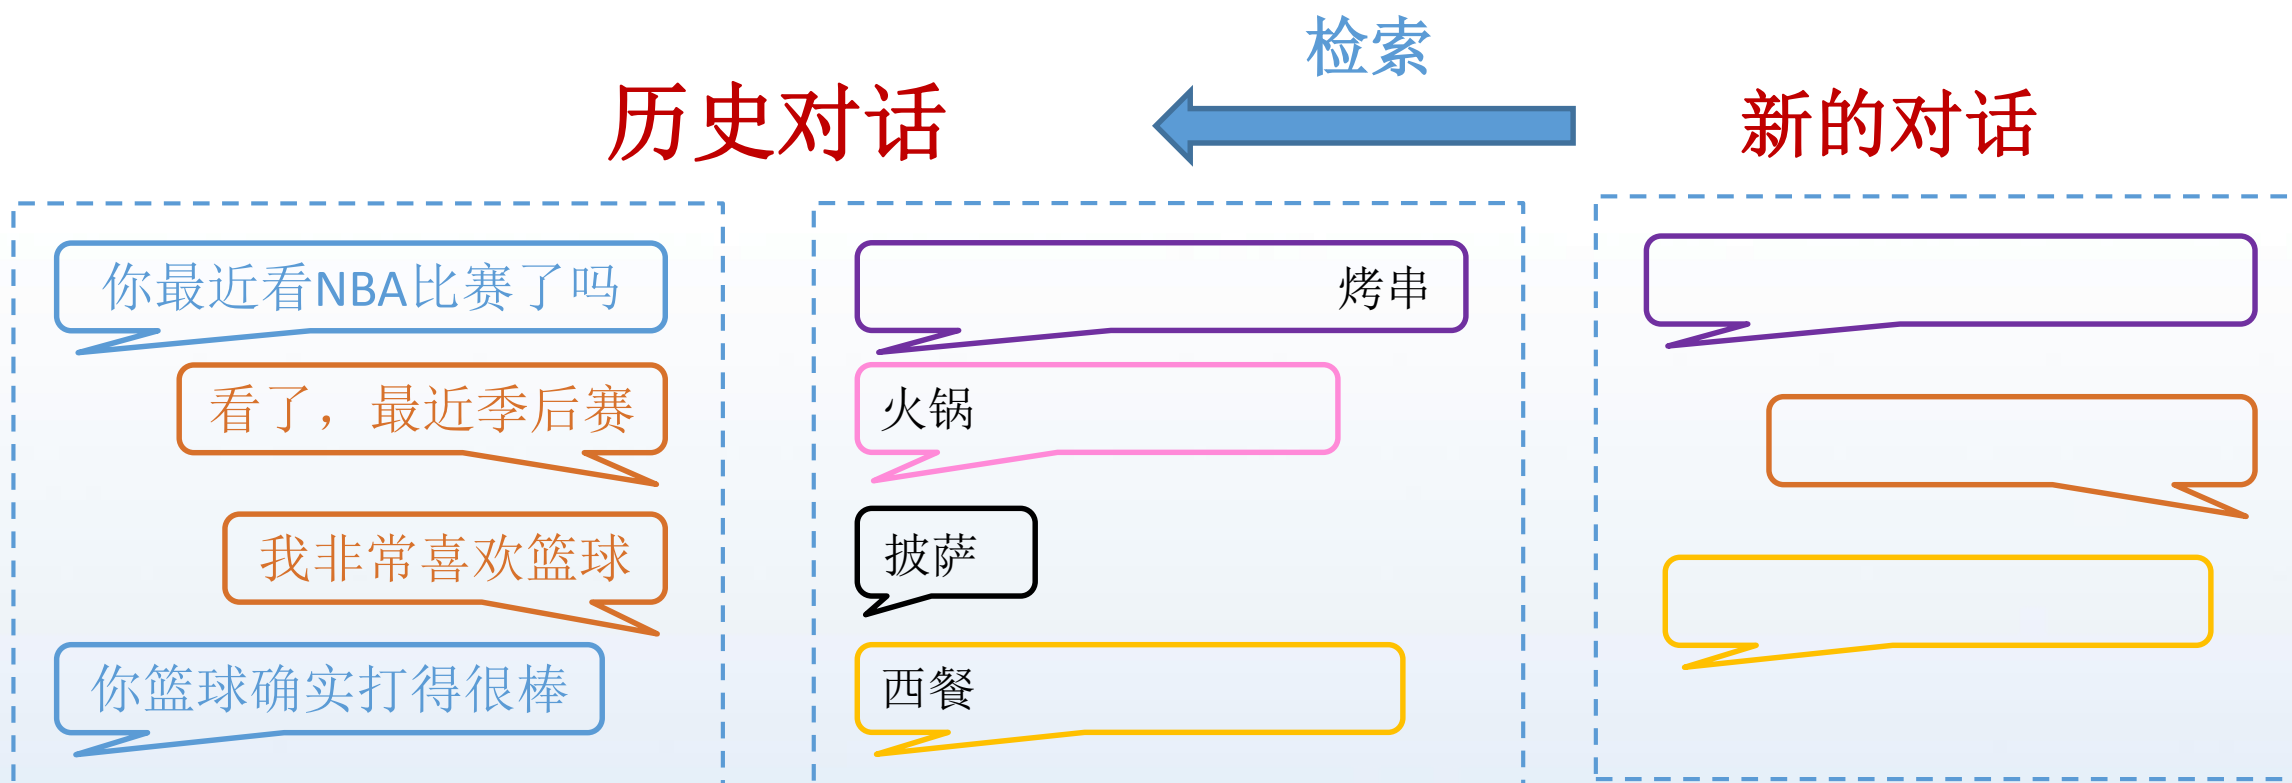 检索
历史对话
新的对话
你最近看NBA比赛了吗
看了，最近季后赛
我非常喜欢篮球
你篮球确实打得很棒
烤串
火锅
披萨
西餐